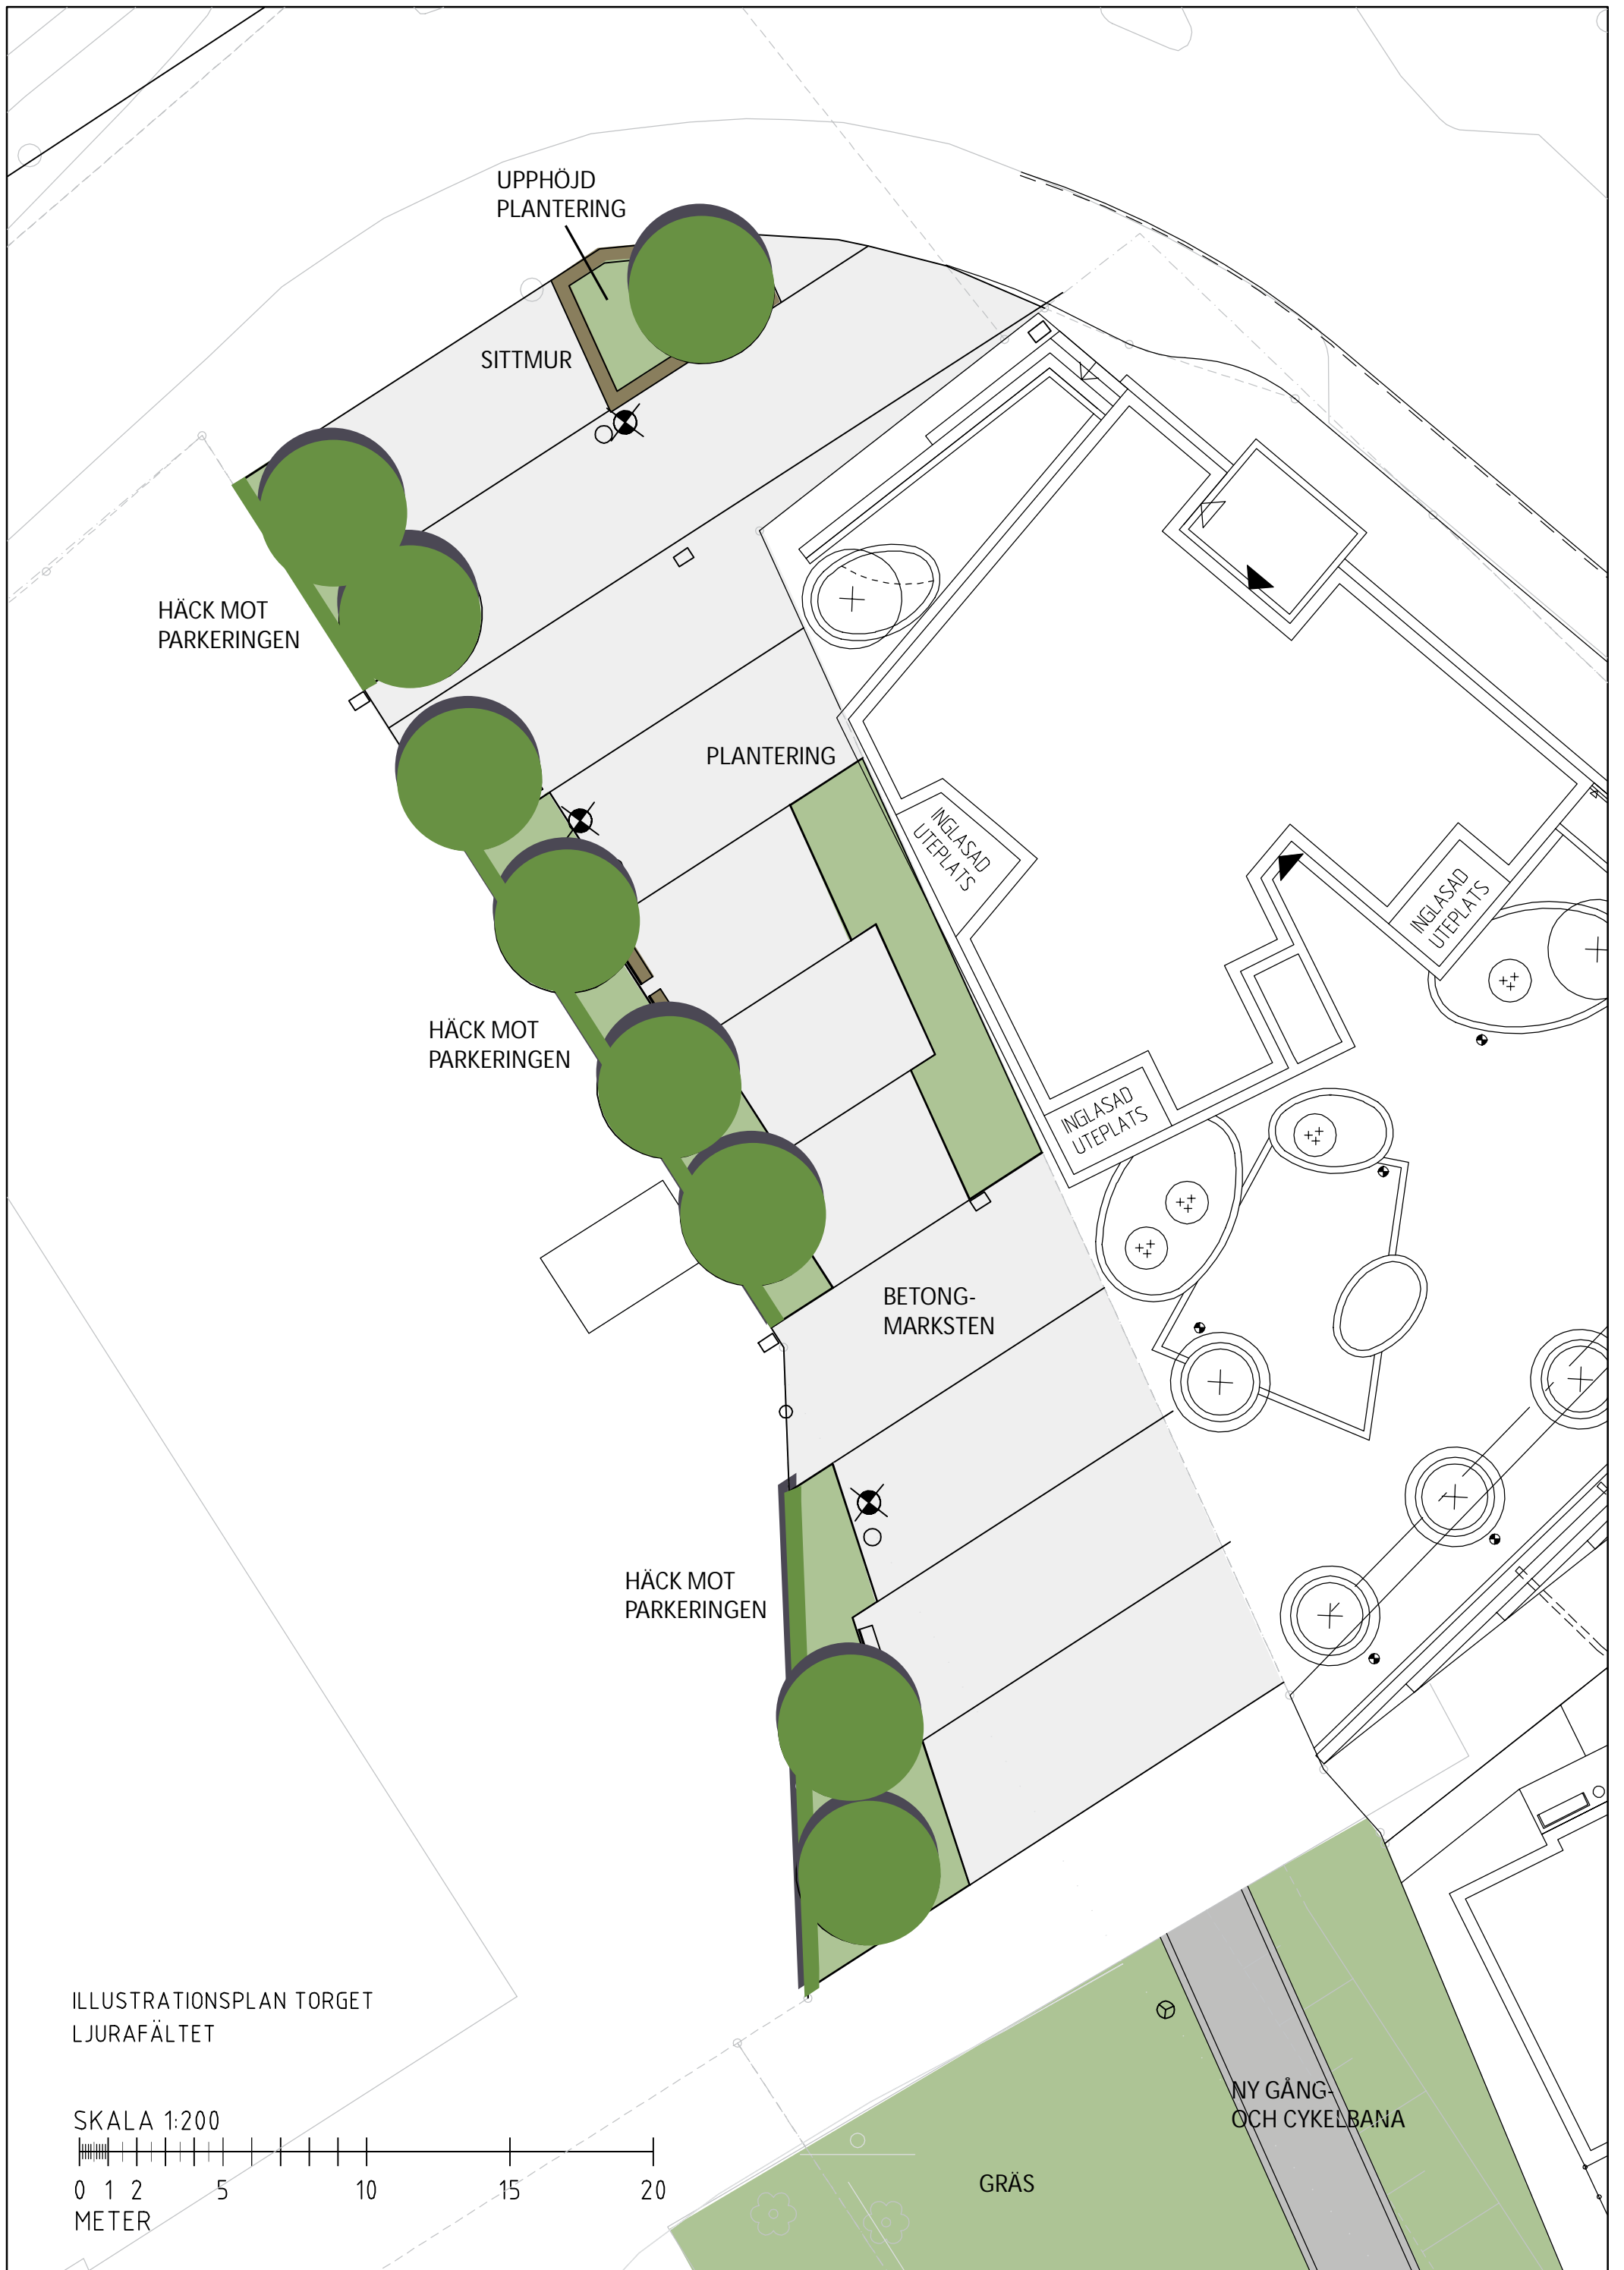 UPPHÖJD
PLANTERING
SITTMUR
HÄCK MOT
PARKERINGEN
PLANTERING
INGLASAD
UTEPLATS
INGLASAD
UTEPLATS
HÄCK MOT
PARKERINGEN
INGLASAD
UTEPLATS
BETONG-
MARKSTEN
HÄCK MOT
PARKERINGEN
ILLUSTRATIONSPLAN TORGET
LJURAFÄLTET
NY GÅNG-
OCH CYKELBANA
GRÄS
SKALA 1:200
0 1 2 5 10 15 20
METER